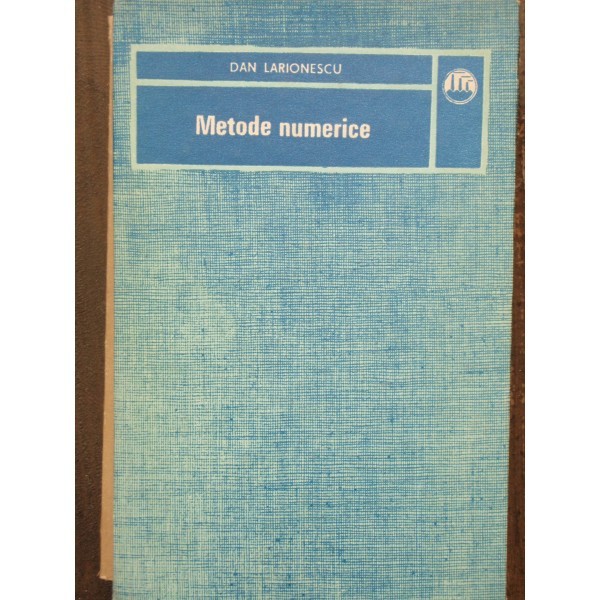 DAN LARIONESCU
Metode numerice